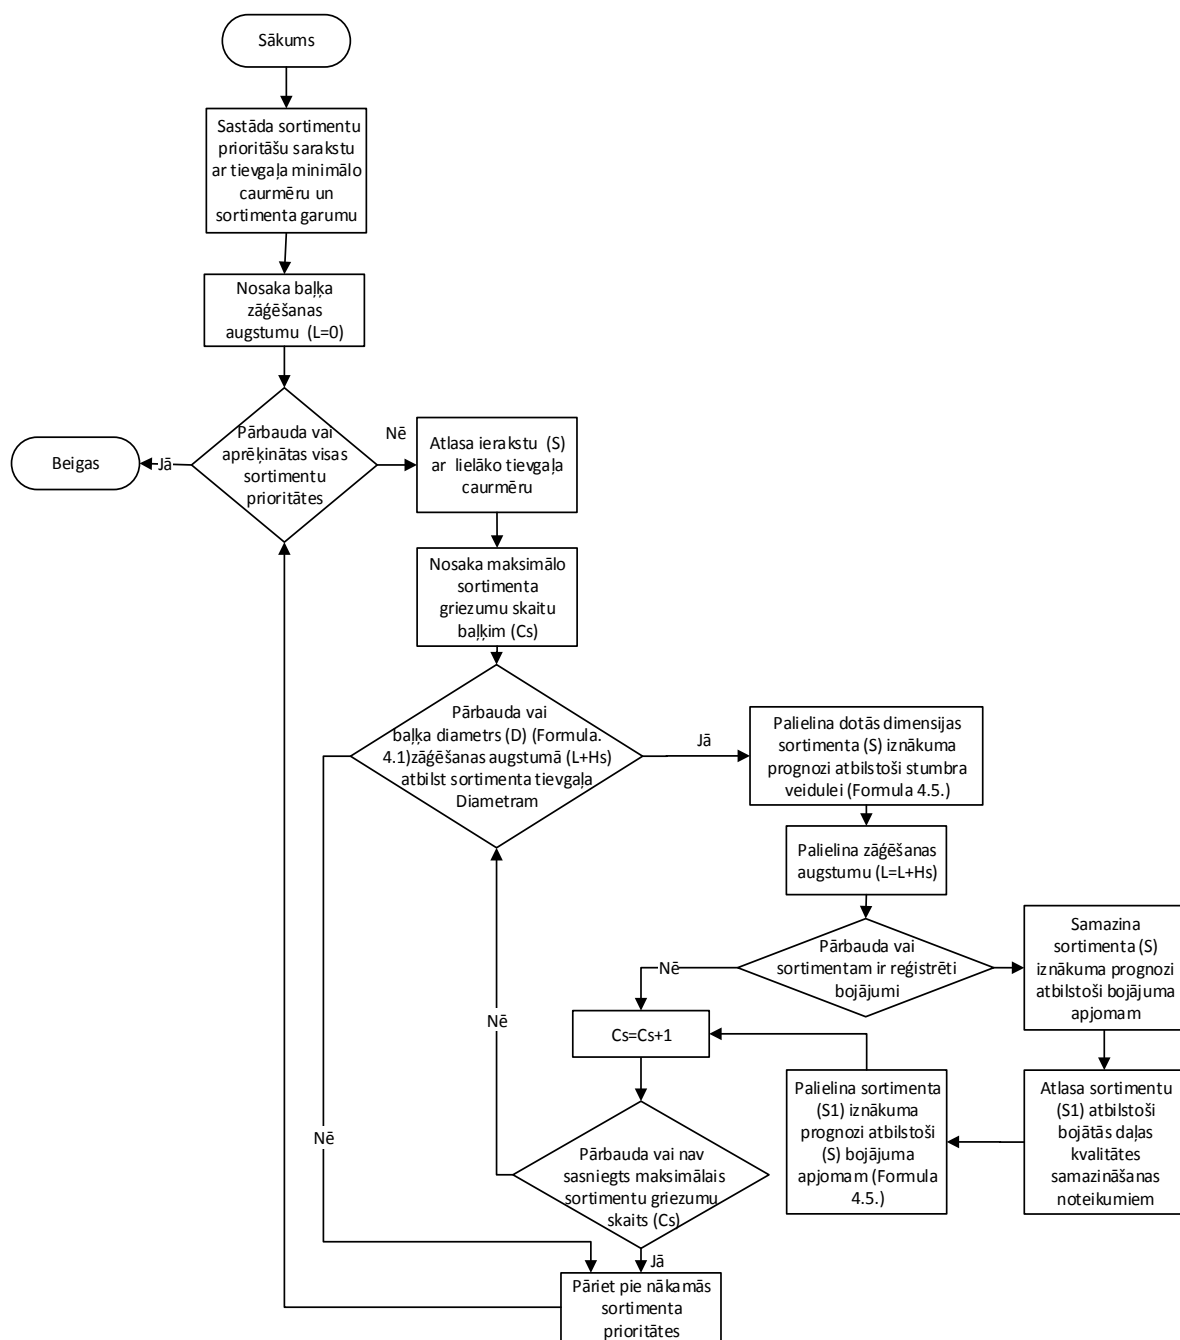 Sākums
Sastāda sortimentu
prioritāšu sarakstu
ar tievgaļa minimālo
caurmēru un
sortimenta garumu
Nosaka baļķa
zāģēšanas
augstumu (L=0)
Pārbauda vai
aprēķinātas visas
sortimentu
prioritātes
Jā
Beigas
Nē
Atlasa ierakstu (S)
ar lielāko tievgaļa
caurmēru
Nosaka maksimālo
sortimenta
griezumu skaitu
baļķim (Cs)
Pārbauda vai
baļķa diametrs (D) (Formula.
4.1)zāģēšanas augstumā (L+Hs)
atbilst sortimenta tievgaļa
Diametram
Jā
Palielina dotās dimensijas
sortimenta (S) iznākuma
prognozi atbilstoši stumbra
veidulei (Formula 4.5.)
Palielina zāģēšanas
augstumu (L=L+Hs)
Pārbauda vai
sortimentam ir reģistrēti
bojājumi
Samazina
sortimenta (S)
iznākuma prognozi
atbilstoši bojājuma
apjomam
Nē
Cs=Cs+1
Nē
Palielina sortimenta
(S1) iznākuma
prognozi atbilstoši
(S) bojājuma
apjomam (Formula
4.5.)
Atlasa sortimentu
(S1) atbilstoši
bojātās daļas
kvalitātes
samazināšanas
noteikumiem
Nē
Pārbauda vai nav
sasniegts maksimālais
sortimentu griezumu
skaits (Cs)
Jā
Pāriet pie nākamās
sortimenta
prioritātes